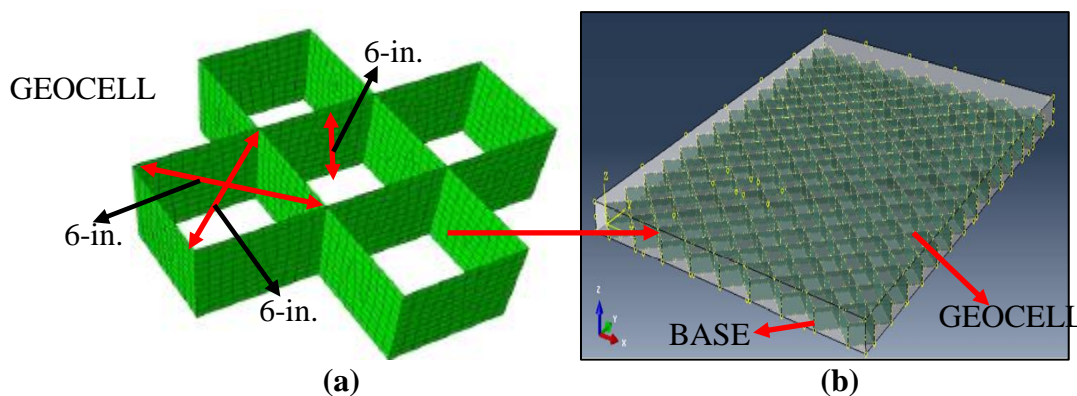 6-in.
GEOCELL
6-in.
6-in.
BASE
GEOCELL
Z
Y
X
(a)
(b)